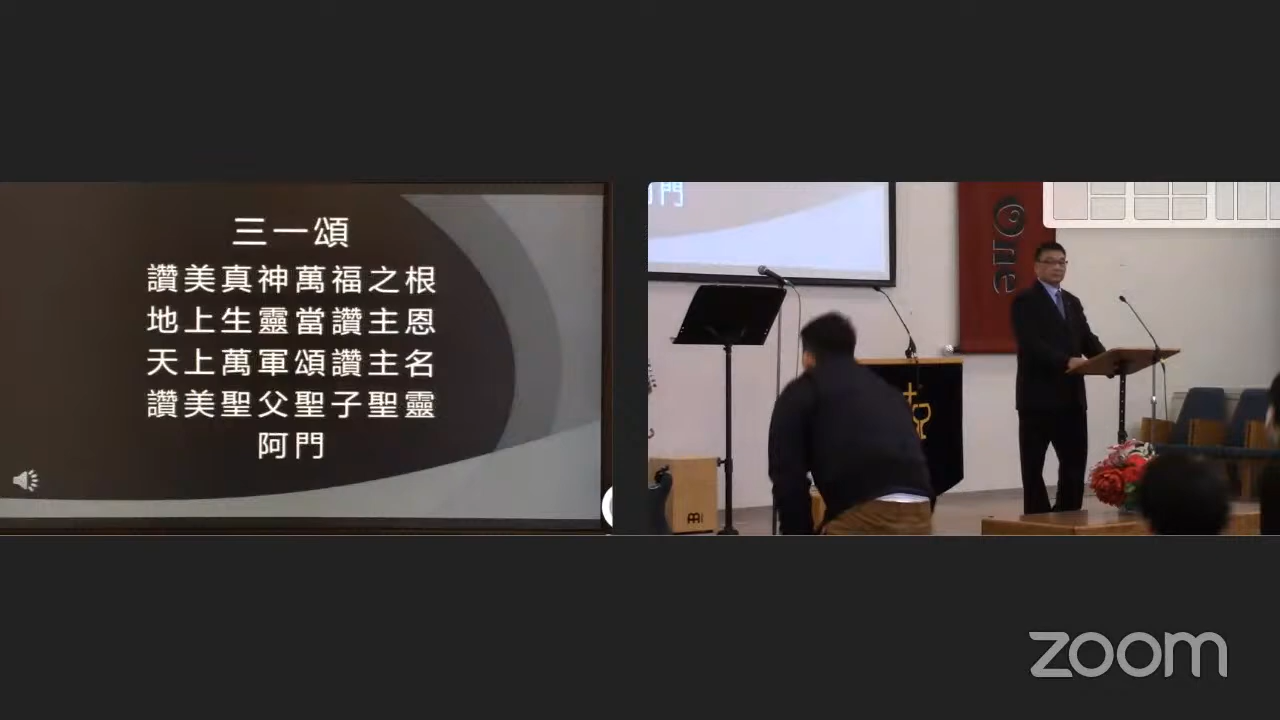 三一頌
讚美真神萬福之根
地上生靈當讚主恩
天上萬軍頌讚主名
讚美聖父聖子聖靈
阿門
門
One
zoom